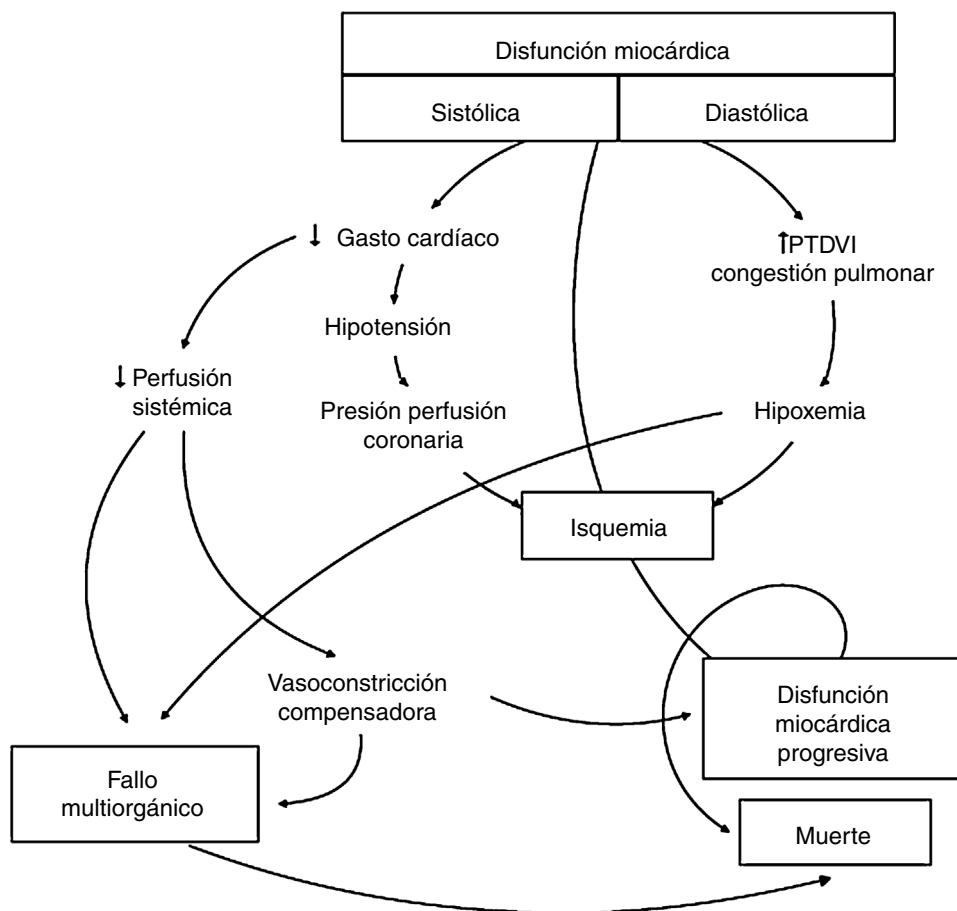 Disfunción miocárdica
Sistólica
Diastólica
↓ Gasto cardíaco
↑PTDVI
congestión pulmonar
Hipotensión
↓ Perfusión
sistémica
Presión perfusión
coronaria
Hipoxemia
Isquemia
Vasoconstricción
compensadora
Disfunción
miocárdica
progresiva
Fallo
multiorgánico
Muerte